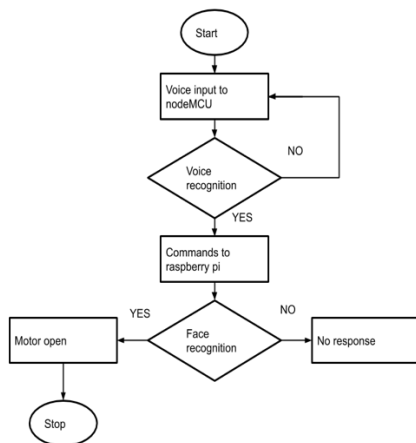 Start
Voice input to
nodeMCU
NO
Voice
recognition
YES
Commands to
raspberry pi
YES
NO
Motor open
Face
recognition
No response
Stop